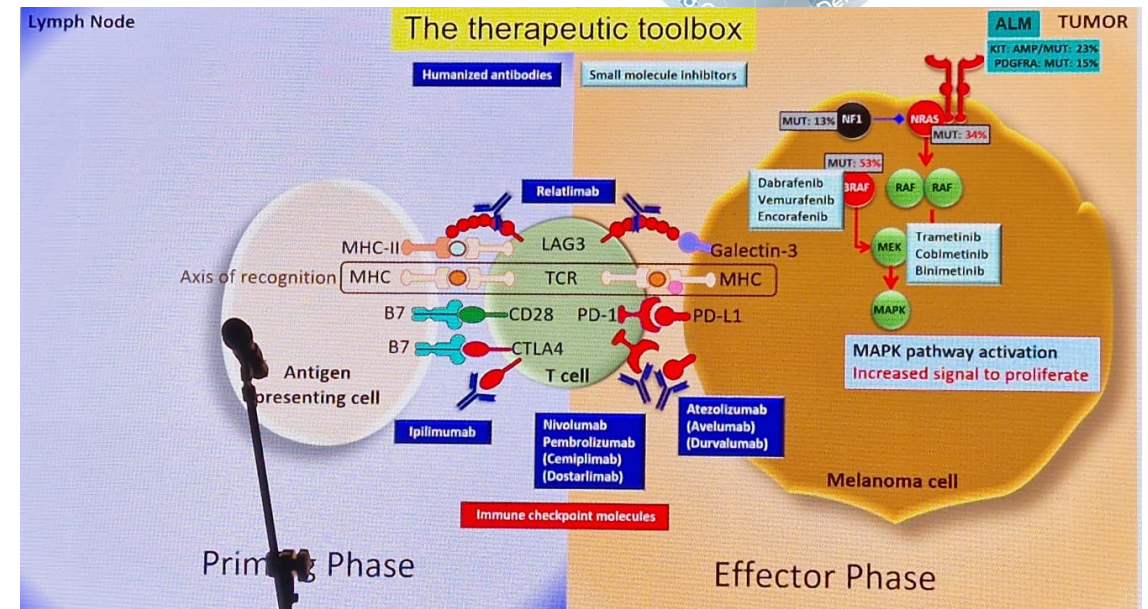 Lymph Node
The therapeutic toolbox
ALM
TUMOR
Humanized antibodies
Small molecule inhibitors
KIT: AMP/MUT: 23%
PDGFRA: MUT: 15%
MUT: 13%
NF1
NRAS
MUT: 34%
MUT: 53%
BRAF
RAF
RAF
Dabrafenib
Vemurafenib
Encorafenib
MEK
Trametinib
Cobimetinib
Binimetinib
MAPK
MAPK pathway activation
Increased signal to proliferate
Relatlimab
MHC-II
LAG3
Galectin-3
Axis of recognition
MHC
TCR
MHC
B7
CD28
PD-1
PD-L1
B7
CTLA4
T cell
Antigen
presenting cell
Ipilimumab
Nivolumab
Pembrolizumab
(Cemiplimab)
(Dostarlimab)
Atezolizumab
(Avelumab)
(Durvalumab)
Melanoma cell
Immune checkpoint molecules
Phase
Effector Phase